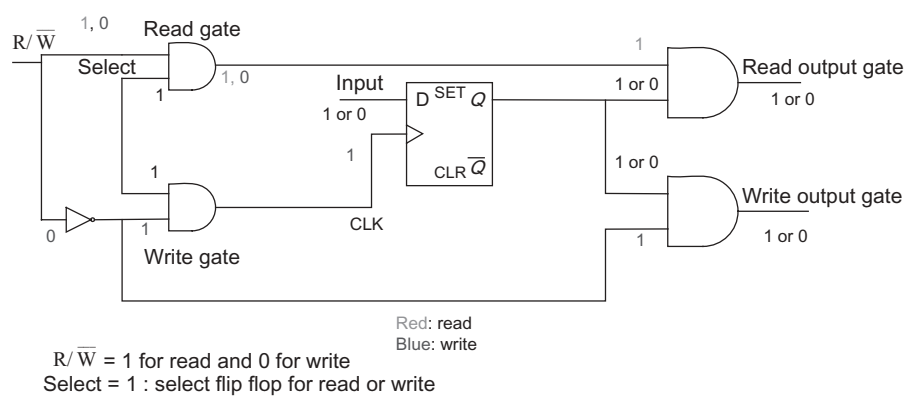 1, 0
R/W̅
Read gate
Select
1
1, 0
1
Input
1 or 0
D SET Q
CLR Q̅
1 or 0
Read output gate
1 or 0
1
1
CLK
1 or 0
0
1
Write gate
Write output gate
1
1 or 0
Red: read
Blue: write
R/W̅ = 1 for read and 0 for write
Select = 1 : select flip flop for read or write